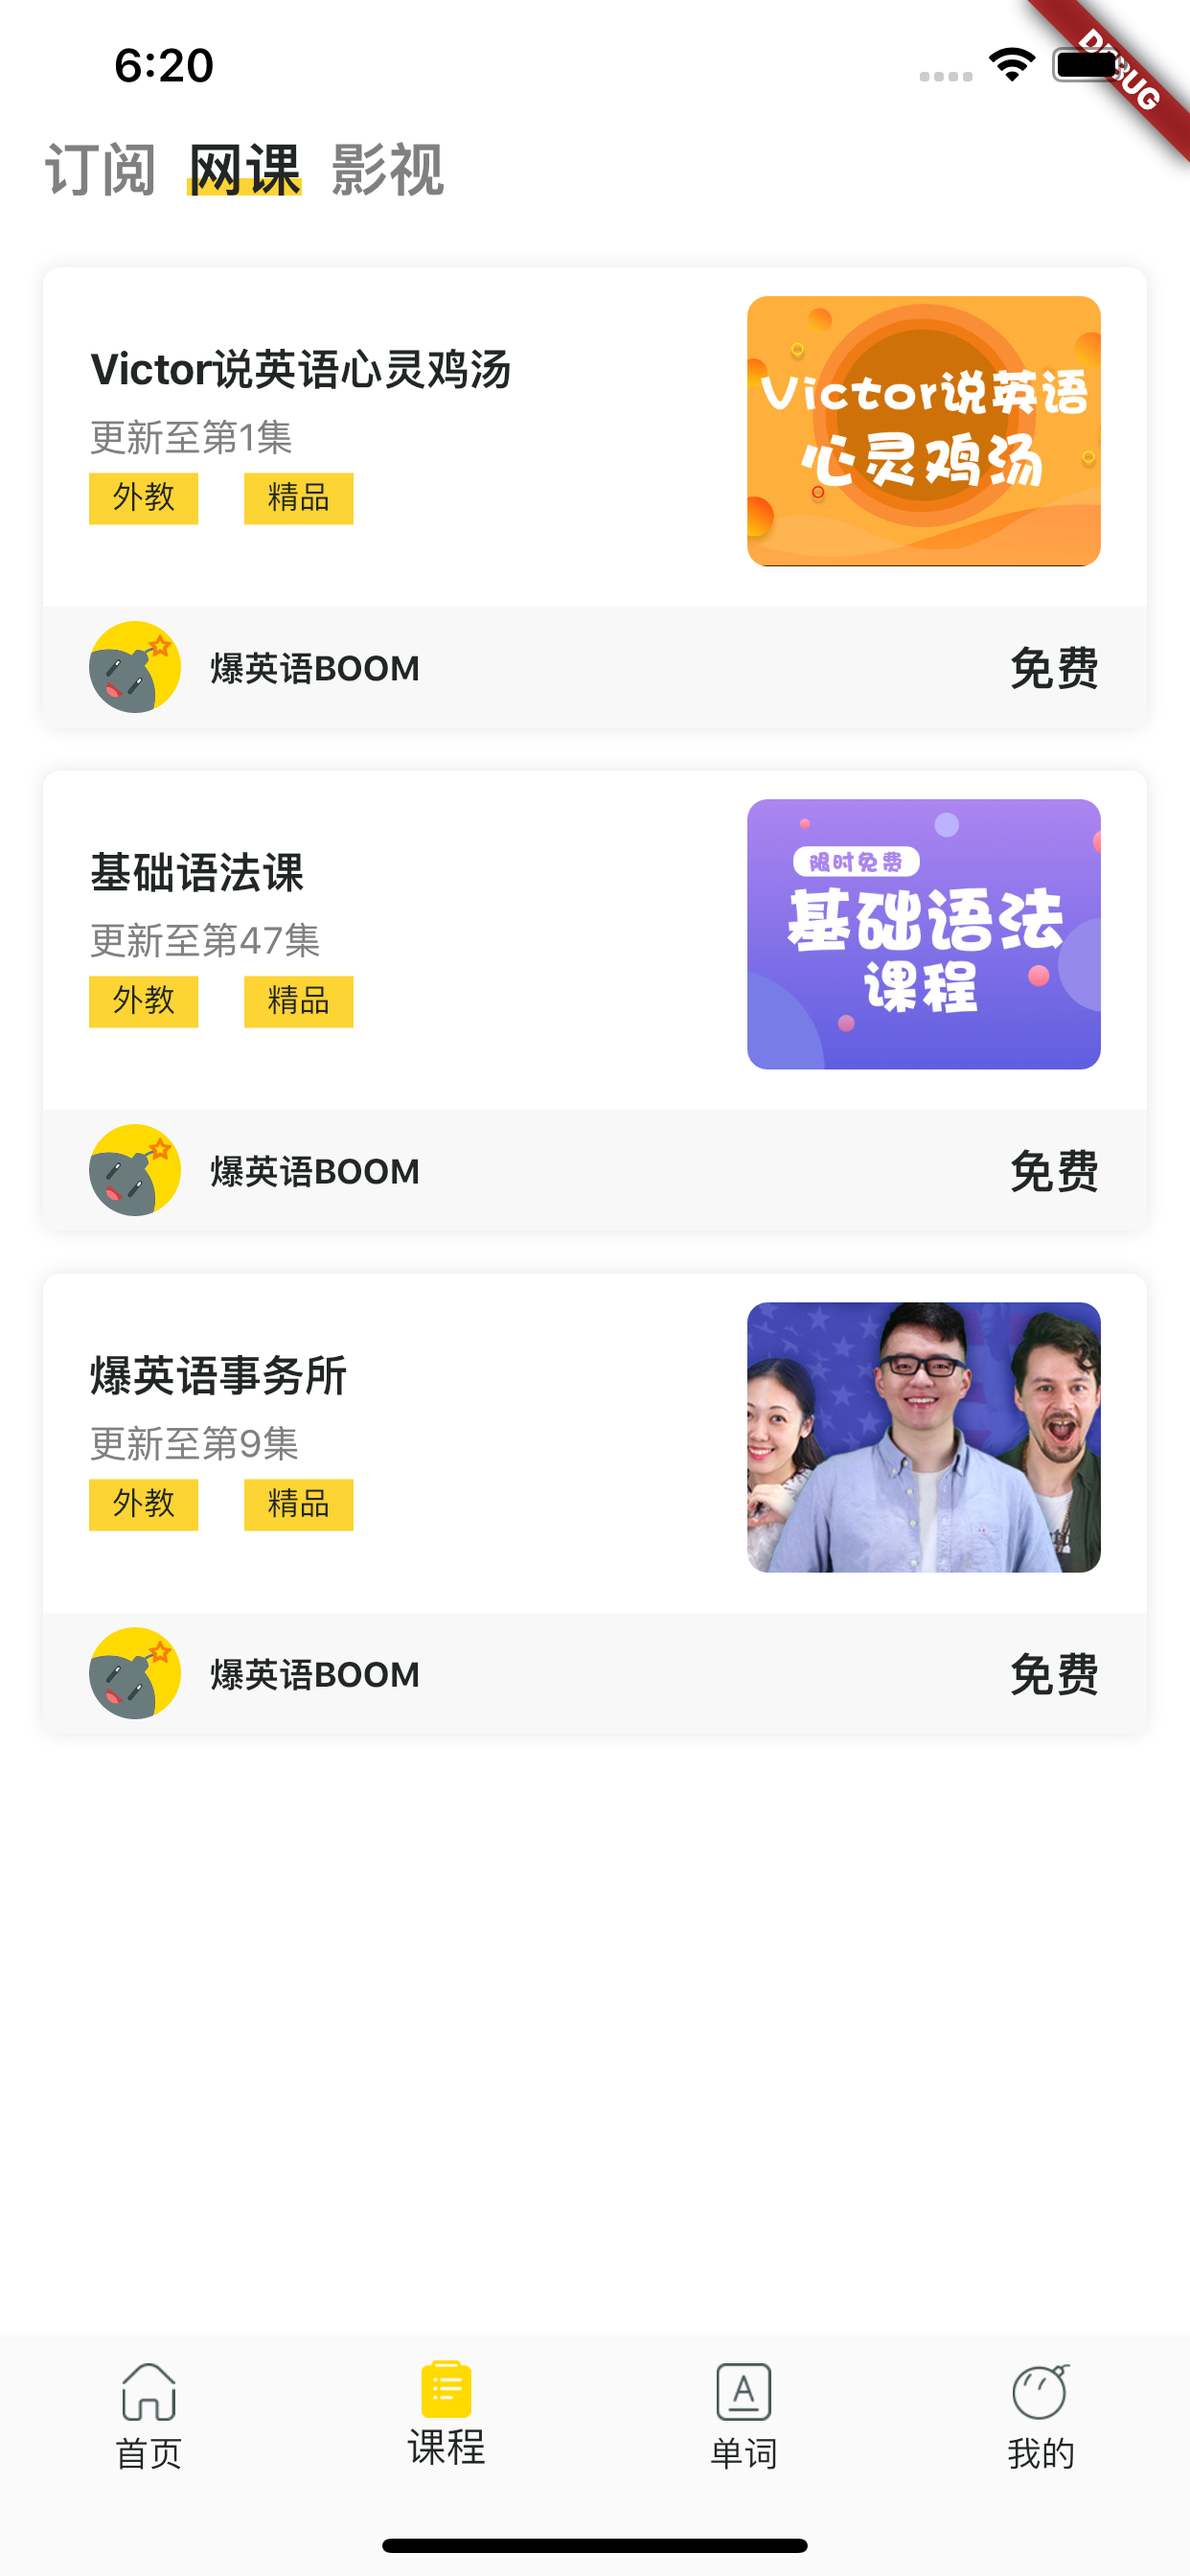 6:20
DEBUG
订阅 网课 影视
Victor说英语心灵鸡汤
更新至第1集
外教 精品
Victor说英语
心灵鸡汤
爆英语BOOM 免费
基础语法课
更新至第47集
外教 精品
限时免费
基础语法
课程
爆英语BOOM 免费
爆英语事务所
更新至第9集
外教 精品
爆英语BOOM 免费
首页 课程 单词 我的